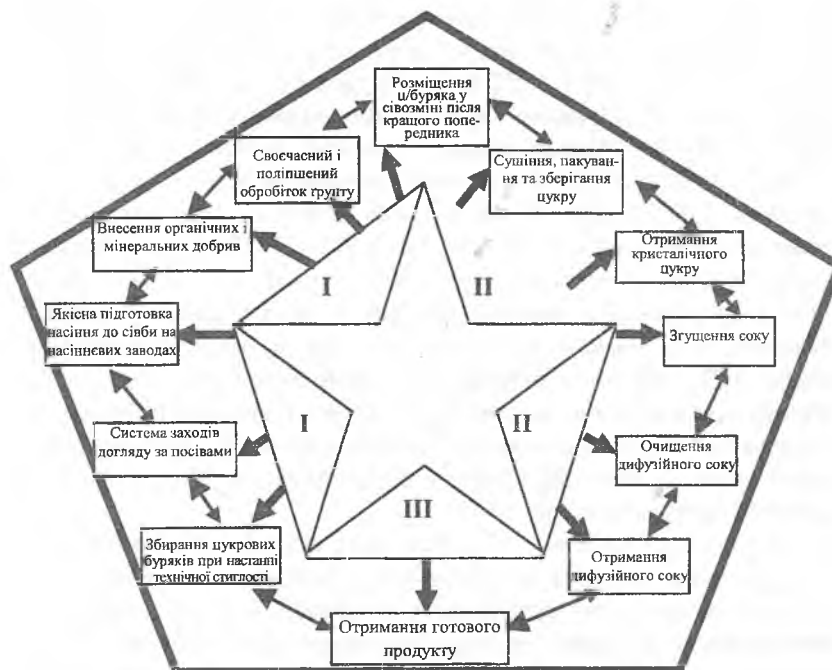 Розміщення
ц/буряка у
сівозміні після
кращого попе-
редника
Своєчасний і
поліпшений
обробіток ґрунту
Сушіння, пакуван-
ня та зберігання
цукру
Внесення органічних і
мінеральних добрив
Отримання
кристалічного
цукру
I
II
Якісна підготовка
насіння до сівби на
насіннєвих заводах
Згущення соку
I
II
Система заходів
догляду за посівами
Очищення
дифузійного соку
III
Збирання цукрових
буряків при настанні
технічної стиглості
Отримання
дифузійного соку
Отримання готового
продукту